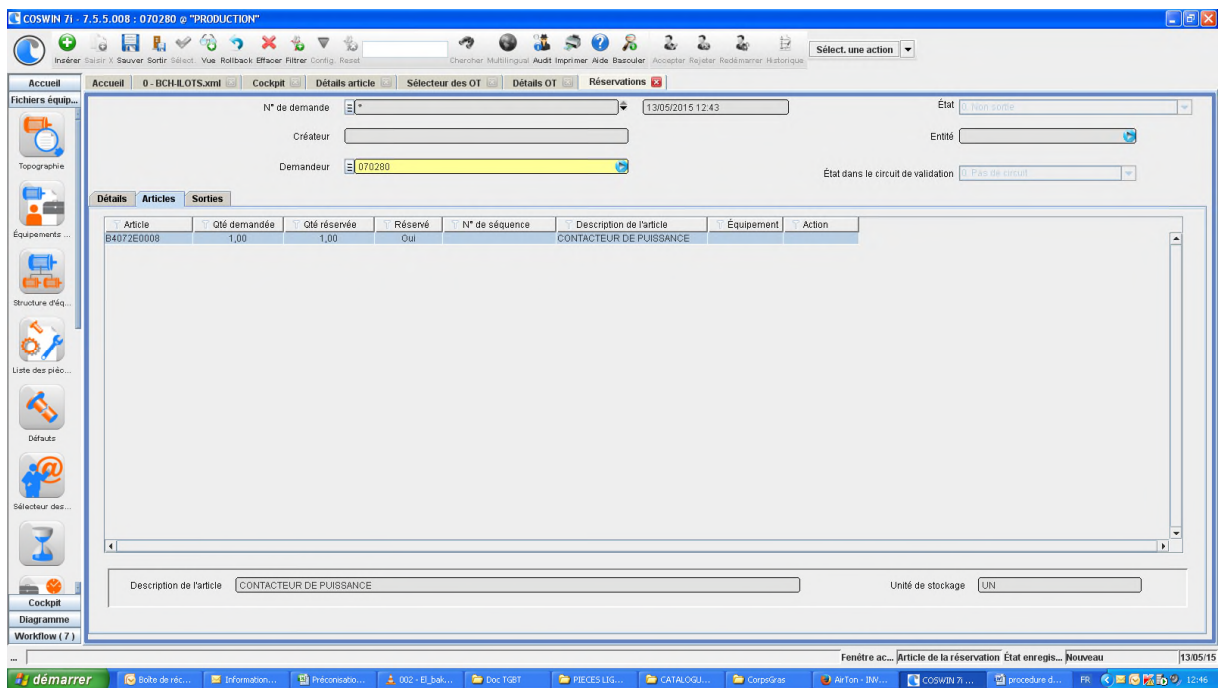 COSWIN 7i - 7.5.5.008 : 070280 @ "PRODUCTION"
Insérer Saisir X Sauver Sortir Sélect. Vue Rollback Effacer Filtrer Config. Reset Chercher Multilingual Audit Imprimer Aide Basculer Accepter Rejeter Redémarrer Historique Sélect. une action
Accueil Accueil 0 - BCH-ILOTS.xml Cockpit Détails article Sélecteur des OT Détails OT Réservations
Fichiers équip...
N° de demande * 13/05/2015 12:43 État 0. Non sortie
Créateur Entité
Demandeur 070280 État dans le circuit de validation 0. Pas de circuit
Topographie
Détails Articles Sorties
Article Qté demandée Qté réservée Réservé N° de séquence Description de l'article Équipement Action
B4072E0008 1,00 1,00 Oui CONTACTEUR DE PUISSANCE
Équipements ...
Structure d'éq...
Liste des pièc...
Défauts
Sélecteur des...
Description de l'article CONTACTEUR DE PUISSANCE Unité de stockage UN
Cockpit
Diagramme
Workflow ( 7 )
... Fenêtre ac... Article de la réservation État enregis... Nouveau 13/05/15
démarrer Boîte de réc... Information... Préconisatio... 002 - El_bak... Doc TGBT PIECES LIG... CATALOGU... CorpsGras AirTon - INV... COSWIN 7i ... procedure d... FR 12:46